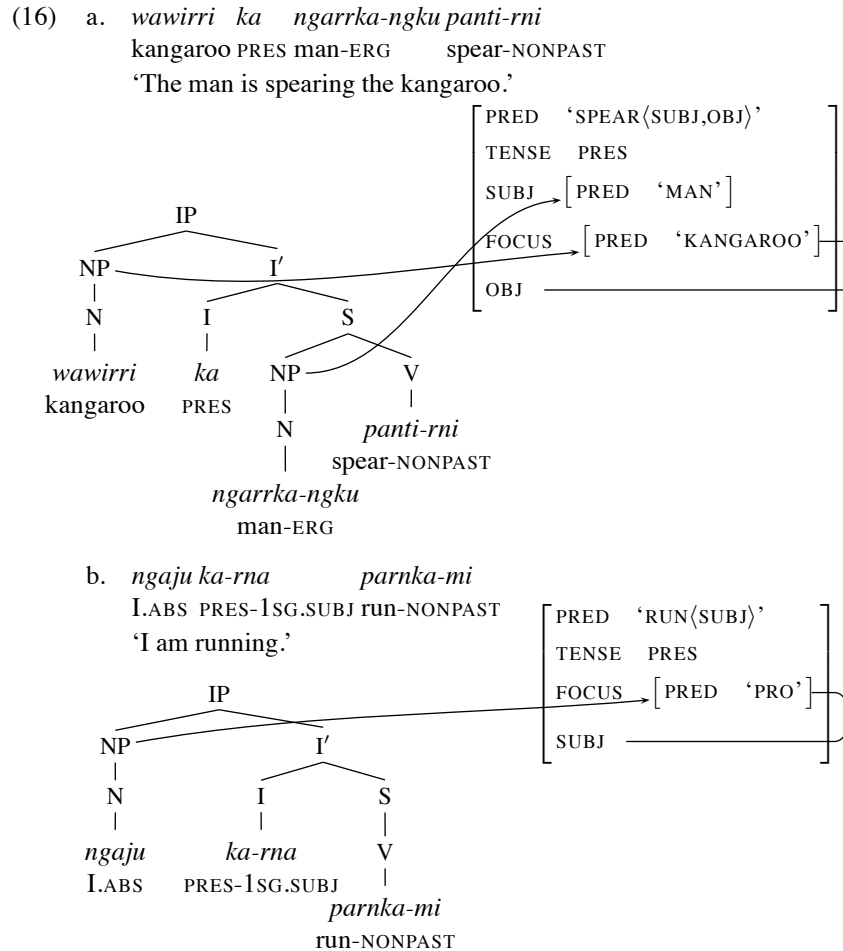 (16) a. wawirri ka ngarrka-ngku panti-rni
kangaroo PRES man-ERG spear-NONPAST
‘The man is spearing the kangaroo.’
PRED ‘SPEAR⟨SUBJ,OBJ⟩’
TENSE PRES
SUBJ [PRED ‘MAN’]
FOCUS [PRED ‘KANGAROO’]
OBJ
IP
NP I′
N I S
wawirri ka NP V
kangaroo PRES
N panti-rni
spear-NONPAST
ngarrka-ngku
man-ERG
b. ngaju ka-rna parnka-mi
I.ABS PRES-1SG.SUBJ run-NONPAST
‘I am running.’
PRED ‘RUN⟨SUBJ⟩’
TENSE PRES
FOCUS [PRED ‘PRO’]
SUBJ
IP
NP I′
N I S
ngaju ka-rna V
I.ABS PRES-1SG.SUBJ
parnka-mi
run-NONPAST